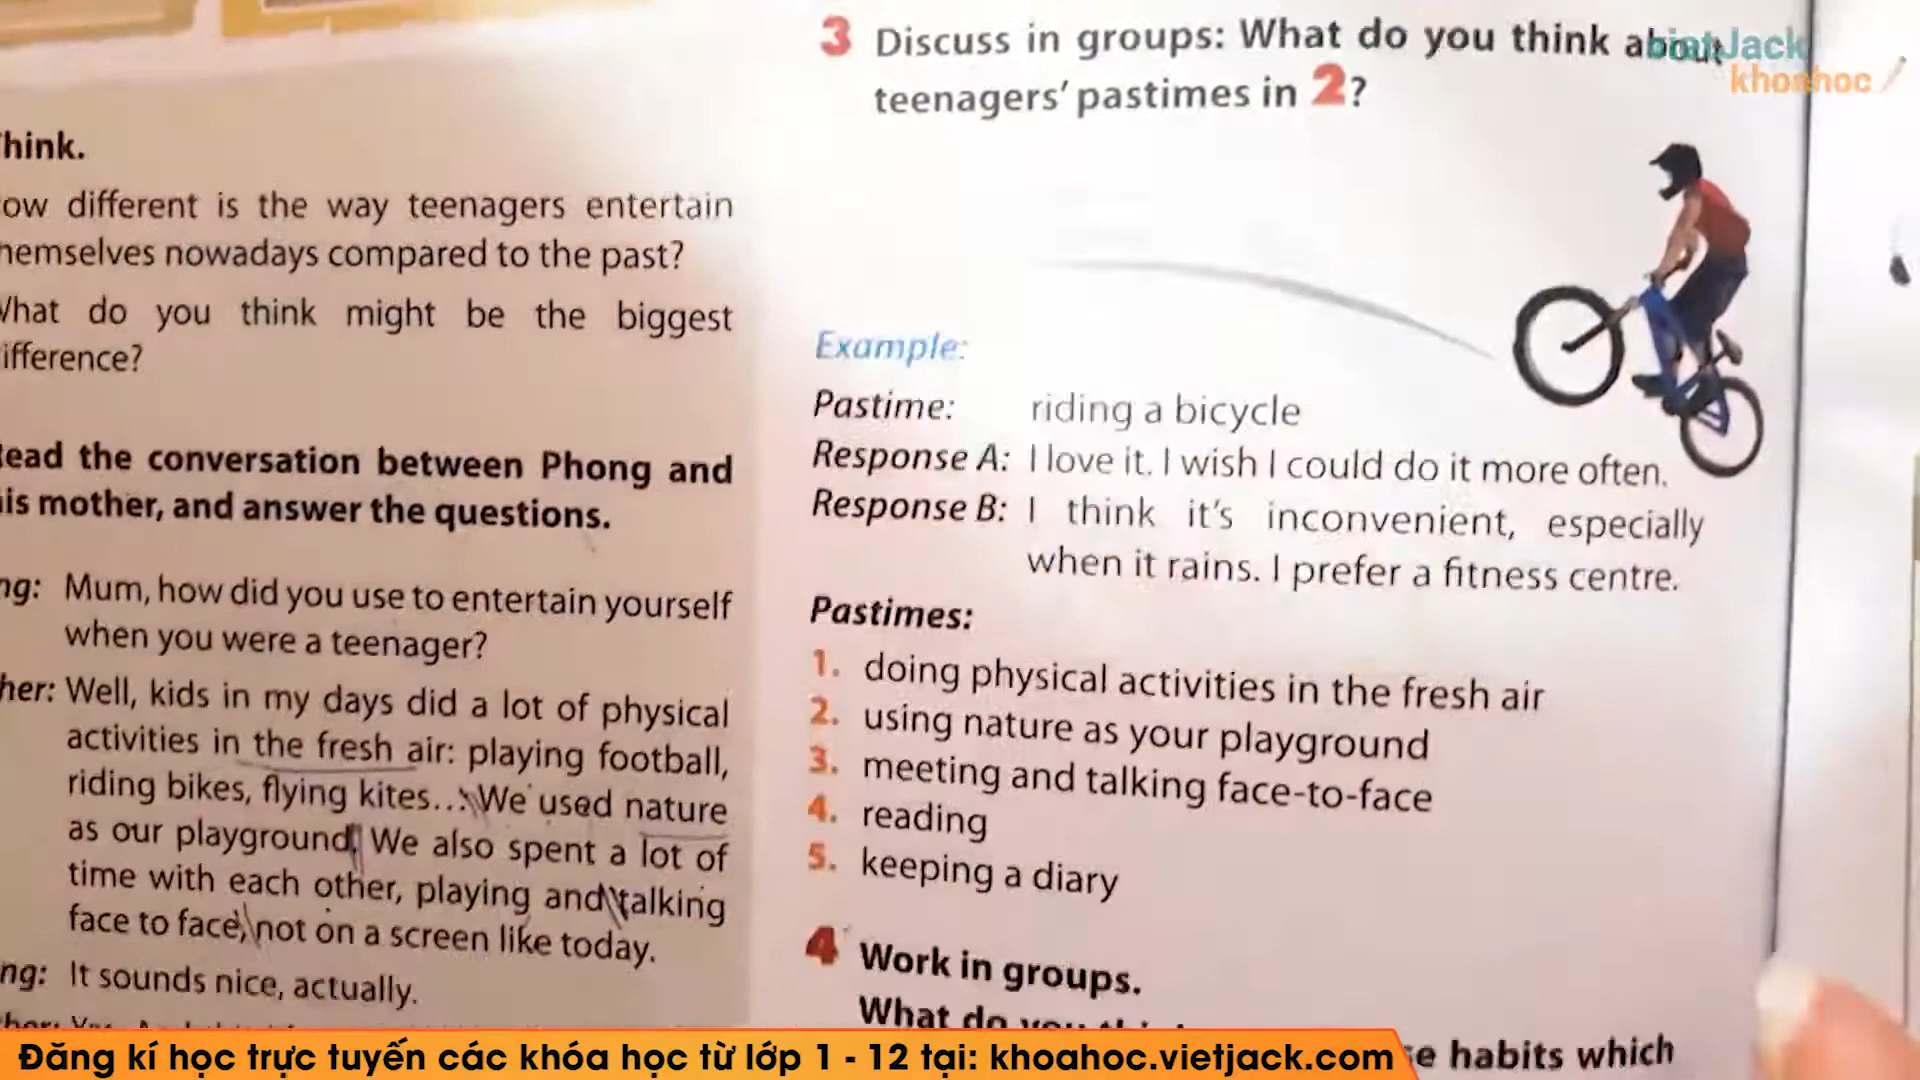 hink.
ow different is the way teenagers entertain
hemselves nowadays compared to the past?
What do you think might be the biggest
ifference?
Read the conversation between Phong and
is mother, and answer the questions.
ng: Mum, how did you use to entertain yourself
when you were a teenager?
her: Well, kids in my days did a lot of physical
activities in the fresh air: playing football,
riding bikes, flying kites... We used nature
as our playground. We also spent a lot of
time with each other, playing and talking
face to face, not on a screen like today.
ng: It sounds nice, actually.
3 Discuss in groups: What do you think about
teenagers' pastimes in 2?
Example:
Pastime: riding a bicycle
Response A: I love it. I wish I could do it more often.
Response B: I think it's inconvenient, especially
when it rains. I prefer a fitness centre.
Pastimes:
1. doing physical activities in the fresh air
2. using nature as your playground
3. meeting and talking face-to-face
4. reading
5. keeping a diary
4 Work in groups.
What do you
se habits which
Jack
khoahoc
Đăng kí học trực tuyến các khóa học từ lớp 1 - 12 tại: khoahoc.vietjack.com